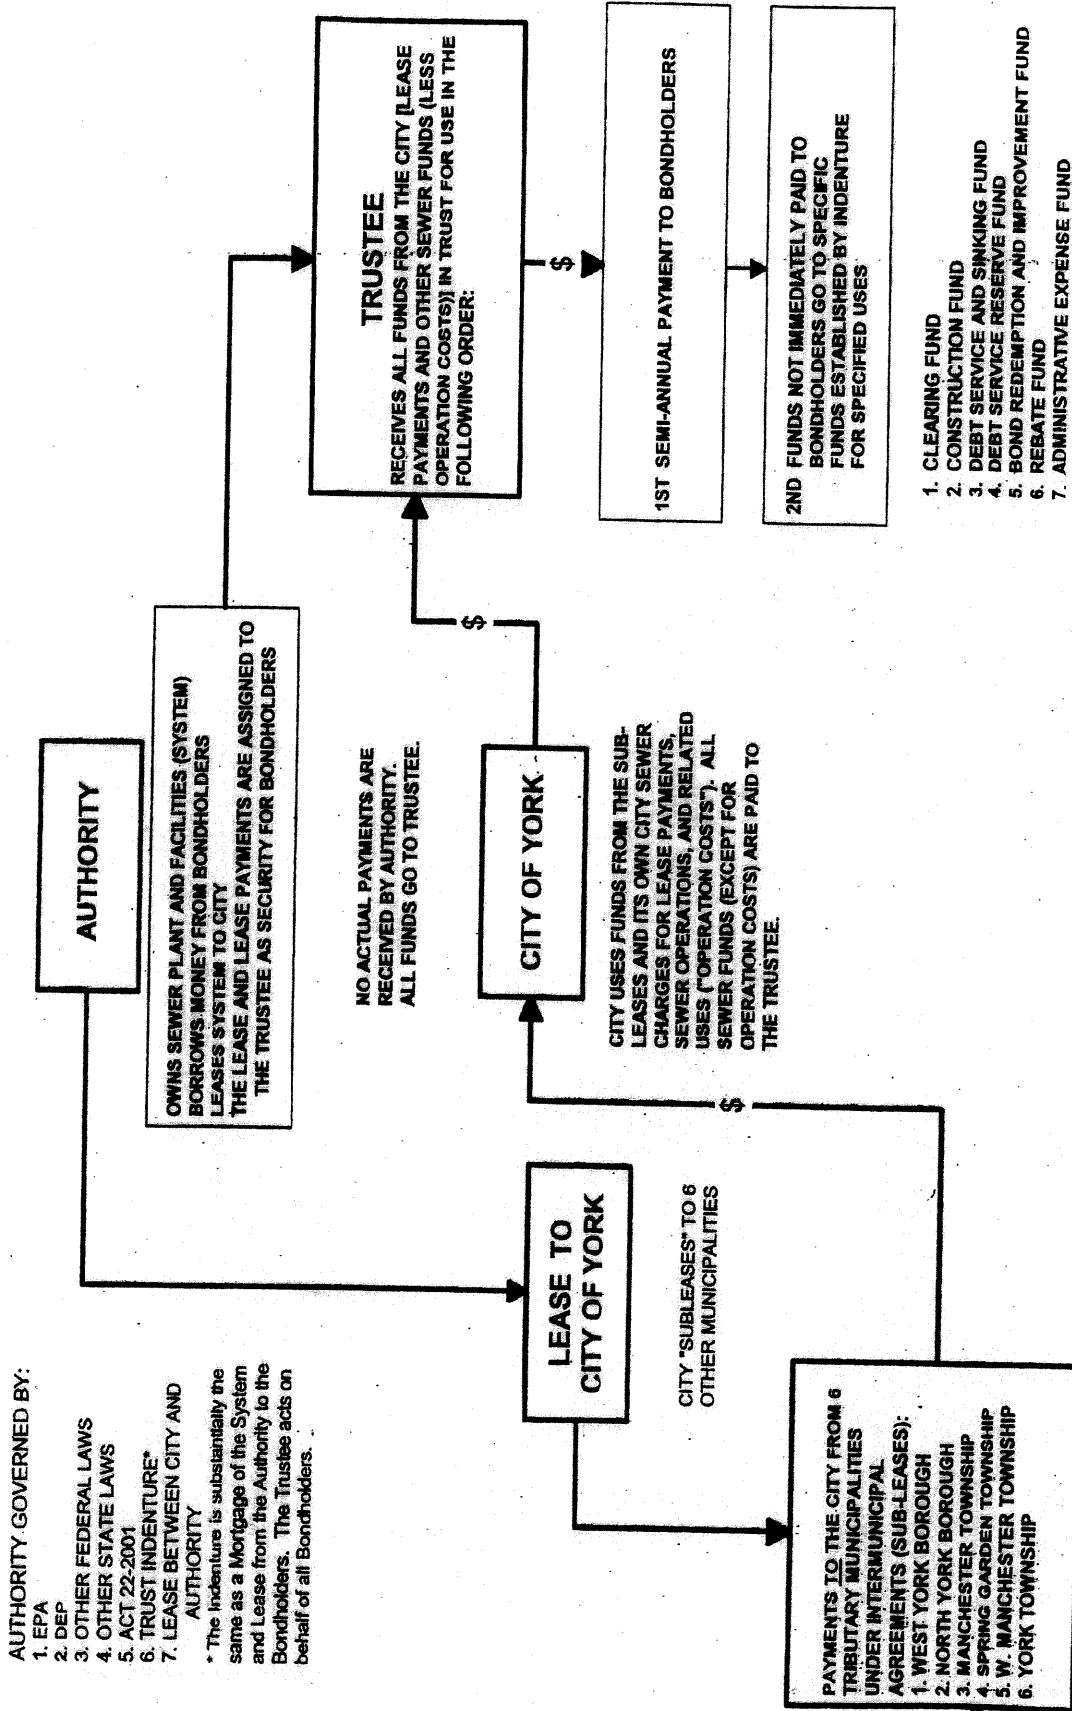 AUTHORITY GOVERNED BY:
1. EPA
2. DEP
3. OTHER FEDERAL LAWS
4. OTHER STATE LAWS
5. ACT 22-2001
6. TRUST INDENTURE*
7. LEASE BETWEEN CITY AND
AUTHORITY
* The Indenture is substantially the
same as a Mortgage of the System
and Lease from the Authority to the
Bondholders. The Trustee acts on
behalf of all Bondholders.
AUTHORITY
OWNS SEWER PLANT AND FACILITIES (SYSTEM)
BORROWS MONEY FROM BONDHOLDERS
LEASES SYSTEM TO CITY
THE LEASE AND LEASE PAYMENTS ARE ASSIGNED TO
THE TRUSTEE AS SECURITY FOR BONDHOLDERS
NO ACTUAL PAYMENTS ARE
RECEIVED BY AUTHORITY.
ALL FUNDS GO TO TRUSTEE.
LEASE TO
CITY OF YORK
CITY "SUBLEASES" TO 6
OTHER MUNICIPALITIES
PAYMENTS TO THE CITY FROM 6
TRIBUTARY MUNICIPALITIES
UNDER INTERMUNICIPAL
AGREEMENTS (SUB-LEASES):
1. WEST YORK BOROUGH
2. NORTH YORK BOROUGH
3. MANCHESTER TOWNSHIP
4. SPRING GARDEN TOWNSHIP
5. W. MANCHESTER TOWNSHIP
6. YORK TOWNSHIP
$
CITY OF YORK
CITY USES FUNDS FROM THE SUB-
LEASES AND ITS OWN CITY SEWER
CHARGES FOR LEASE PAYMENTS,
SEWER OPERATIONS, AND RELATED
USES ("OPERATION COSTS"). ALL
SEWER FUNDS (EXCEPT FOR
OPERATION COSTS) ARE PAID TO
THE TRUSTEE.
$
TRUSTEE
RECEIVES ALL FUNDS FROM THE CITY [LEASE
PAYMENTS AND OTHER SEWER FUNDS (LESS
OPERATION COSTS)] IN TRUST FOR USE IN THE
FOLLOWING ORDER:
$
1ST SEMI-ANNUAL PAYMENT TO BONDHOLDERS
2ND FUNDS NOT IMMEDIATELY PAID TO
BONDHOLDERS GO TO SPECIFIC
FUNDS ESTABLISHED BY INDENTURE
FOR SPECIFIED USES
1. CLEARING FUND
2. CONSTRUCTION FUND
3. DEBT SERVICE AND SINKING FUND
4. DEBT SERVICE RESERVE FUND
5. BOND REDEMPTION AND IMPROVEMENT FUND
6. REBATE FUND
7. ADMINISTRATIVE EXPENSE FUND